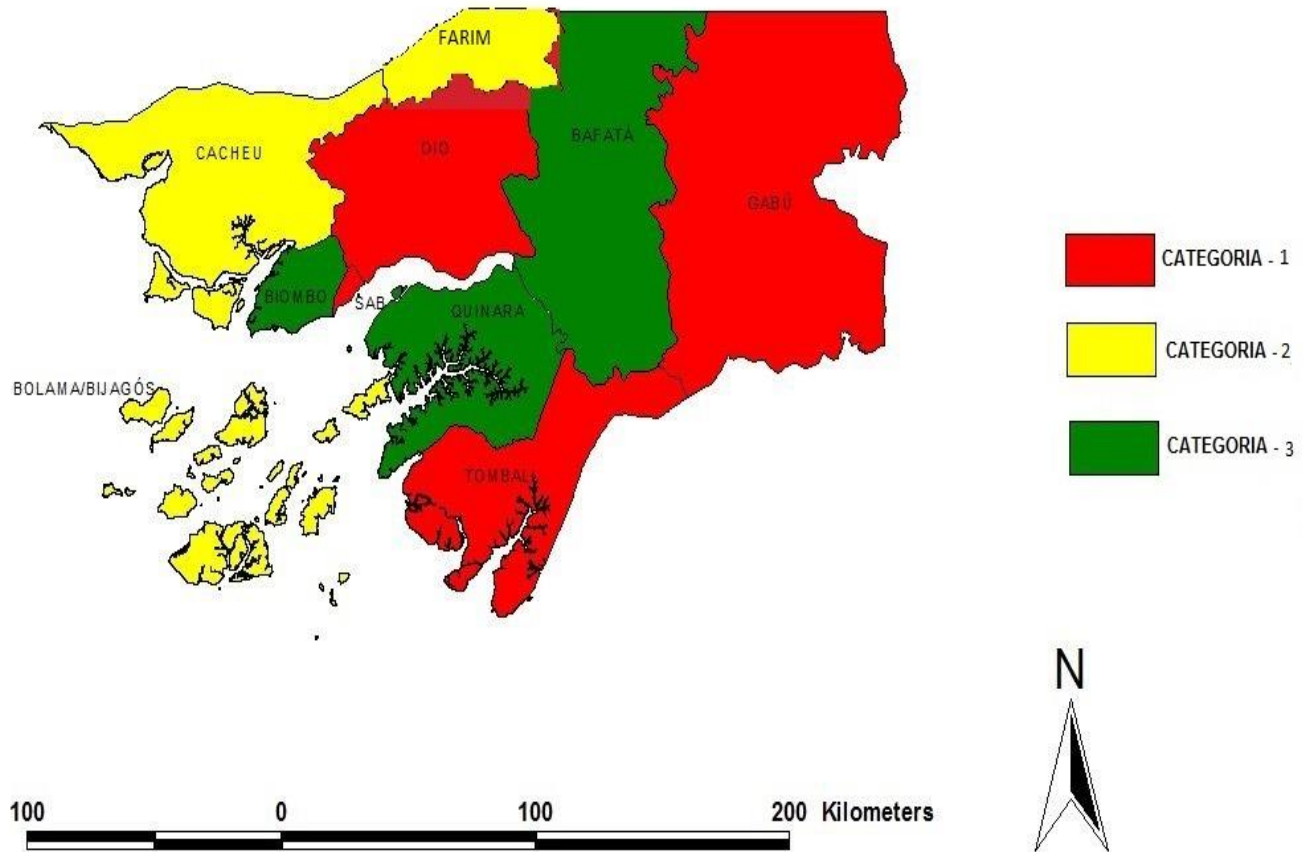 FARIM
BAFATÁ
OIO
CACHEU
GABÚ
CATEGORIA - 1
BIOMBO
SAB
QUINARA
CATEGORIA - 2
BOLAMA/BIJAGÓS
CATEGORIA - 3
TOMBALI
N
100 0 100 200 Kilometers